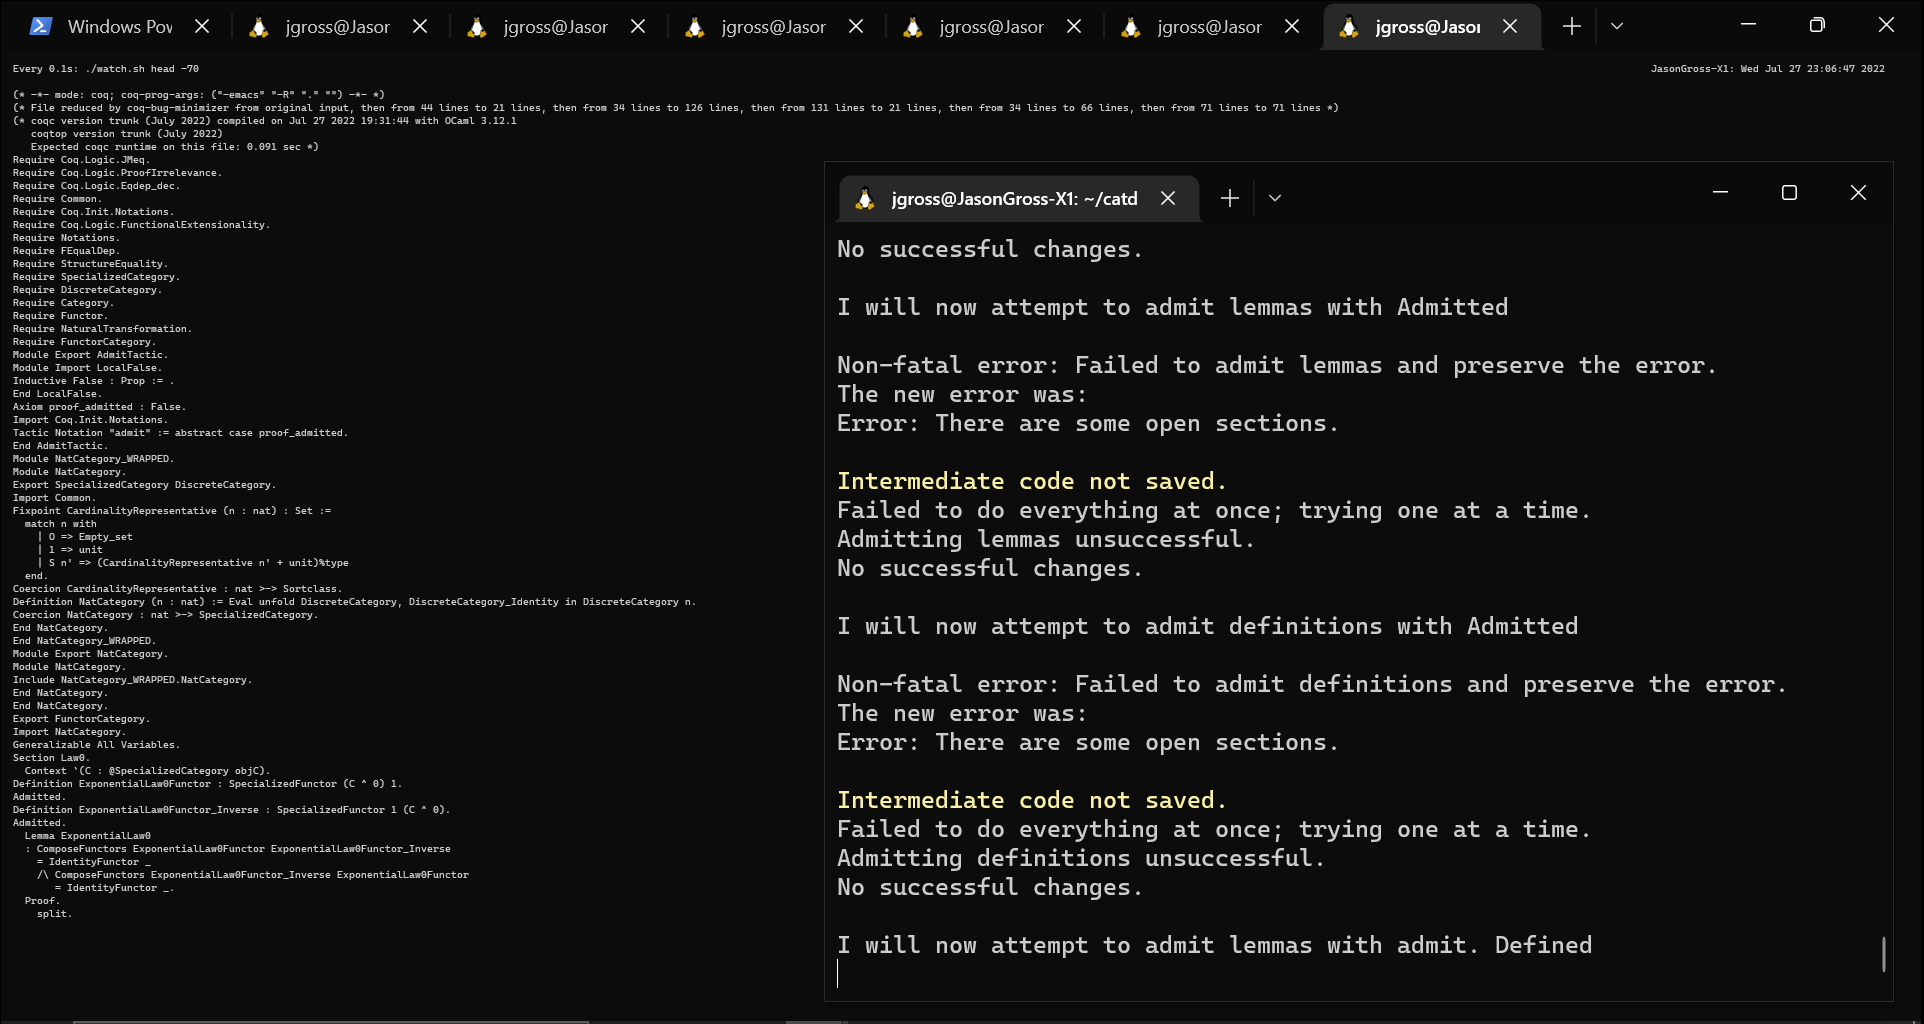 Windows Pov
jgross@Jasor
jgross@Jasor
jgross@Jasor
jgross@Jasor
jgross@Jasor
jgross@Jasoı
Every 0.1s: ./watch.sh head -70
JasonGross-X1: Wed Jul 27 23:06:47 2022
(* -*- mode: coq; coq-prog-args: ("-emacs" "-R" "." "") -*- *)
(* File reduced by coq-bug-minimizer from original input, then from 44 lines to 21 lines, then from 34 lines to 126 lines, then from 131 lines to 21 lines, then from 34 lines to 66 lines, then from 71 lines to 71 lines *)
(* coqc version trunk (July 2022) compiled on Jul 27 2022 19:31:44 with OCaml 3.12.1
   coqtop version trunk (July 2022)
   Expected coqc runtime on this file: 0.091 sec *)
Require Coq.Logic.JMeq.
Require Coq.Logic.ProofIrrelevance.
Require Coq.Logic.Eqdep_dec.
Require Common.
Require Coq.Init.Notations.
Require Coq.Logic.FunctionalExtensionality.
Require Notations.
Require FEqualDep.
Require StructureEquality.
Require SpecializedCategory.
Require DiscreteCategory.
Require Category.
Require Functor.
Require NaturalTransformation.
Require FunctorCategory.
Module Export AdmitTactic.
Module Import LocalFalse.
Inductive False : Prop := .
End LocalFalse.
Axiom proof_admitted : False.
Import Coq.Init.Notations.
Tactic Notation "admit" := abstract case proof_admitted.
End AdmitTactic.
Module NatCategory_WRAPPED.
Module NatCategory.
Export SpecializedCategory DiscreteCategory.
Import Common.
Fixpoint CardinalityRepresentative (n : nat) : Set :=
  match n with
    | O => Empty_set
    | 1 => unit
    | S n' => (CardinalityRepresentative n' + unit)%type
  end.
Coercion CardinalityRepresentative : nat >-> Sortclass.
Definition NatCategory (n : nat) := Eval unfold DiscreteCategory, DiscreteCategory_Identity in DiscreteCategory n.
Coercion NatCategory : nat >-> SpecializedCategory.
End NatCategory.
End NatCategory_WRAPPED.
Module Export NatCategory.
Module NatCategory.
Include NatCategory_WRAPPED.NatCategory.
End NatCategory.
End NatCategory.
Export FunctorCategory.
Import NatCategory.
Generalizable All Variables.
Section Law0.
  Context `(C : @SpecializedCategory objC).
Definition ExponentialLaw0Functor : SpecializedFunctor (C ^ 0) 1.
Admitted.
Definition ExponentialLaw0Functor_Inverse : SpecializedFunctor 1 (C ^ 0).
Admitted.
  Lemma ExponentialLaw0
  : ComposeFunctors ExponentialLaw0Functor ExponentialLaw0Functor_Inverse
    = IdentityFunctor _
    /\ ComposeFunctors ExponentialLaw0Functor_Inverse ExponentialLaw0Functor
       = IdentityFunctor _.
  Proof.
    split.
jgross@JasonGross-X1: ~/catd
No successful changes.
I will now attempt to admit lemmas with Admitted
Non-fatal error: Failed to admit lemmas and preserve the error.
The new error was:
Error: There are some open sections.
Intermediate code not saved.
Failed to do everything at once; trying one at a time.
Admitting lemmas unsuccessful.
No successful changes.
I will now attempt to admit definitions with Admitted
Non-fatal error: Failed to admit definitions and preserve the error.
The new error was:
Error: There are some open sections.
Intermediate code not saved.
Failed to do everything at once; trying one at a time.
Admitting definitions unsuccessful.
No successful changes.
I will now attempt to admit lemmas with admit. Defined